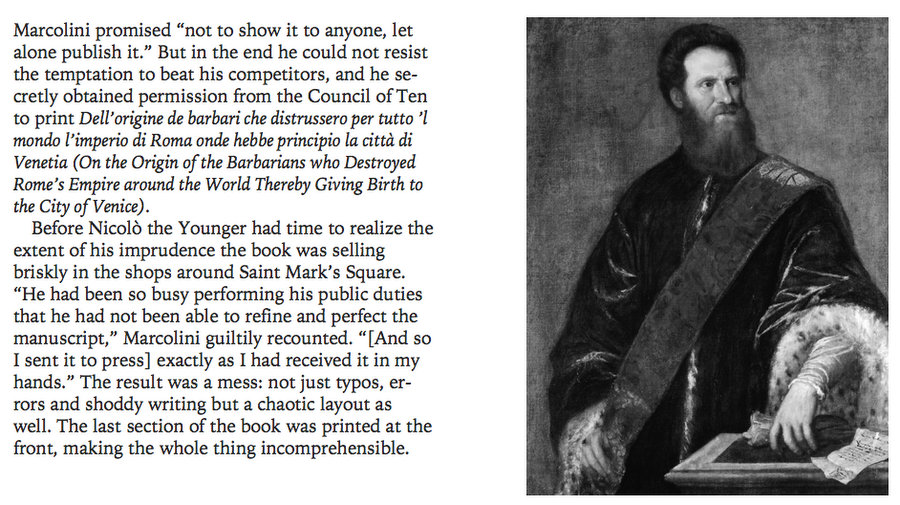 Marcolini promised “not to show it to anyone, let
alone publish it.” But in the end he could not resist
the temptation to beat his competitors, and he se-
cretly obtained permission from the Council of Ten
to print Dell’origine de barbari che distrussero per tutto ’l
mondo l’imperio di Roma onde hebbe principio la città di
Venetia (On the Origin of the Barbarians who Destroyed
Rome’s Empire around the World Thereby Giving Birth to
the City of Venice).
Before Nicolò the Younger had time to realize the
extent of his imprudence the book was selling
briskly in the shops around Saint Mark’s Square.
“He had been so busy performing his public duties
that he had not been able to refine and perfect the
manuscript,” Marcolini guiltily recounted. “[And so
I sent it to press] exactly as I had received it in my
hands.” The result was a mess: not just typos, er-
rors and shoddy writing but a chaotic layout as
well. The last section of the book was printed at the
front, making the whole thing incomprehensible.